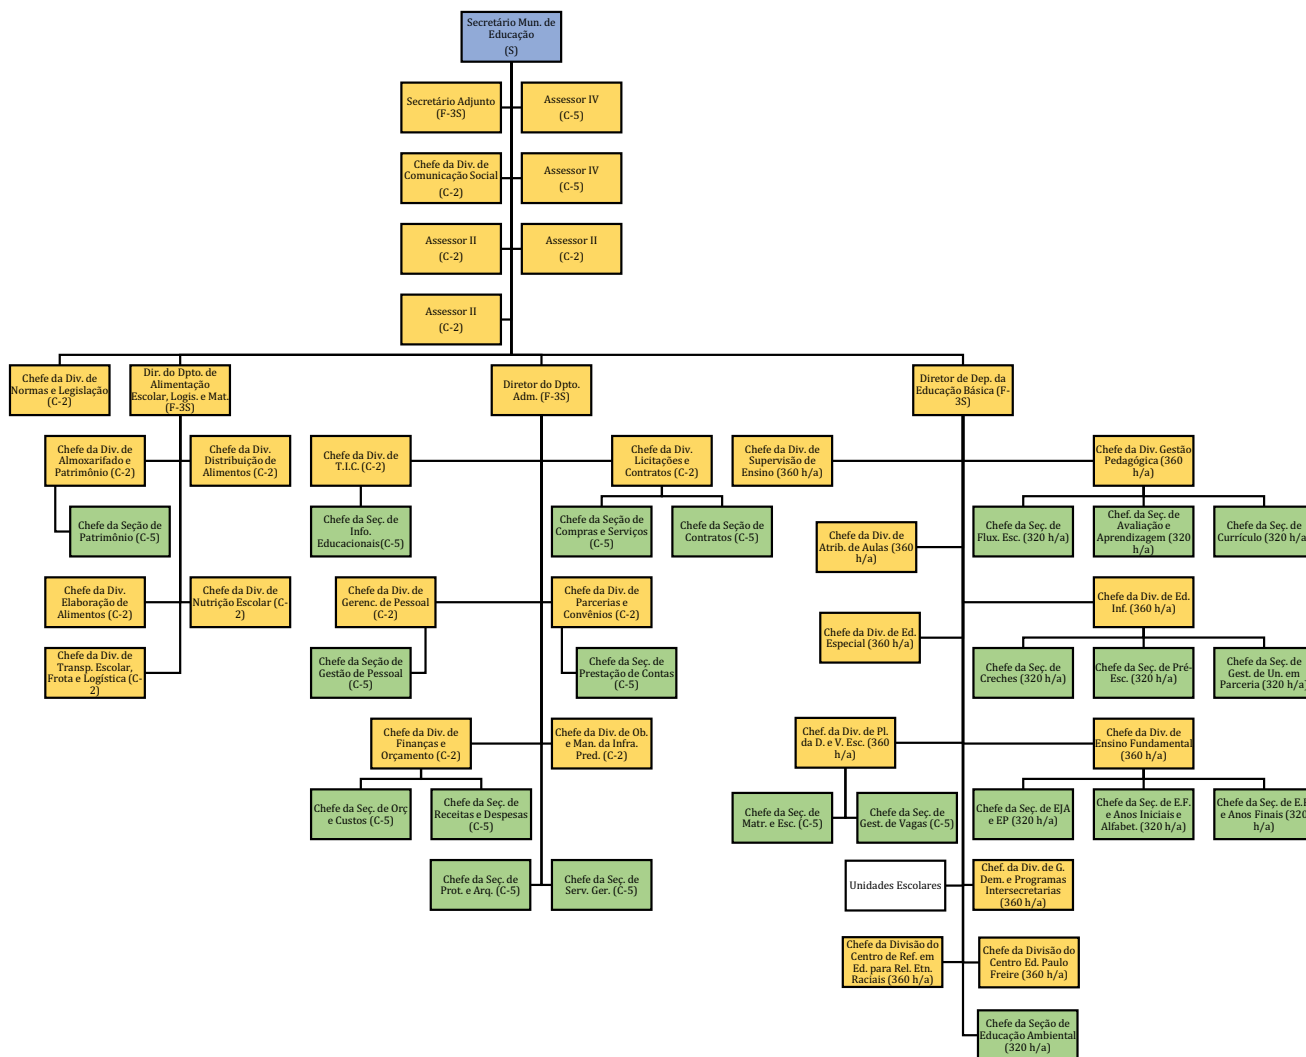 Secretário Mun. de
Educação
(S)
Secretário Adjunto
(F-3S)
Assessor IV
(C-5)
Chefe da Div. de
Comunicação Social
(C-2)
Assessor IV
(C-5)
Assessor II
(C-2)
Assessor II
(C-2)
Assessor II
(C-2)
Chefe da Div. de
Normas e Legislação
(C-2)
Dir. do Dpto. de
Alimentação
Escolar, Logis. e Mat.
(F-3S)
Diretor do Dpto.
Adm. (F-3S)
Diretor de Dep. da
Educação Básica (F-
3S)
Chefe da Div. de
Almoxarifado e
Patrimônio (C-2)
Chefe da Div.
Distribuição de
Alimentos (C-2)
Chefe da Div. de
T.I.C. (C-2)
Chefe da Div.
Licitações e
Contratos (C-2)
Chefe da Div. de
Supervisão de
Ensino (360 h/a)
Chefe da Div. Gestão
Pedagógica (360
h/a)
Chefe da Seção de
Patrimônio (C-5)
Chefe da Seç. de
Info.
Educacionais(C-5)
Chefe da Seção de
Compras e Serviços
(C-5)
Chefe da Seção de
Contratos (C-5)
Chefe da Div. de
Atrib. de Aulas (360
h/a)
Chefe da Seç. de
Flux. Esc. (320 h/a)
Chef. da Seç. de
Avaliação e
Aprendizagem (320
h/a)
Chefe da Seç. de
Currículo (320 h/a)
Chefe da Div.
Elaboração de
Alimentos (C-2)
Chefe da Div. de
Nutrição Escolar (C-
2)
Chefe da Div. de
Gerenc. de Pessoal
(C-2)
Chefe da Div. de
Parcerias e
Convênios (C-2)
Chefe da Div. de Ed.
Especial (360 h/a)
Chefe da Div. de Ed.
Inf. (360 h/a)
Chefe da Div. de
Transp. Escolar,
Frota e Logística (C-
2)
Chefe da Seção de
Gestão de Pessoal
(C-5)
Chefe da Seç. de
Prestação de Contas
(C-5)
Chefe da Seç. de
Creches (320 h/a)
Chefe da Seç. de Pré-
Esc. (320 h/a)
Chefe da Seç. de
Gest. de Un. em
Parceria (320 h/a)
Chefe da Div. de
Finanças e
Orçamento (C-2)
Chefe da Div. de Ob.
e Man. da Infra.
Pred. (C-2)
Chef. da Div. de Pl.
da D. e V. Esc. (360
h/a)
Chefe da Div. de
Ensino Fundamental
(360 h/a)
Chefe da Seç. de Orç
e Custos (C-5)
Chefe da Seç. de
Receitas e Despesas
(C-5)
Chefe da Seç. de
Matr. e Esc. (C-5)
Chefe da Seç. de
Gest. de Vagas (C-5)
Chefe da Seç. de EJA
e EP (320 h/a)
Chefe da Seç. de E.F.
e Anos Iniciais e
Alfabet. (320 h/a)
Chefe da Seç. de E.F
e Anos Finais (320
h/a)
Chefe da Seç. de
Prot. e Arq. (C-5)
Chefe da Seç. de
Serv. Ger. (C-5)
Unidades Escolares
Chef. da Div. de G.
Dem. e Programas
Intersecretarias
(360 h/a)
Chefe da Divisão do
Centro de Ref. em
Ed. para Rel. Etn.
Raciais (360 h/a)
Chefe da Divisão do
Centro Ed. Paulo
Freire (360 h/a)
Chefe da Seção de
Educação Ambiental
(320 h/a)